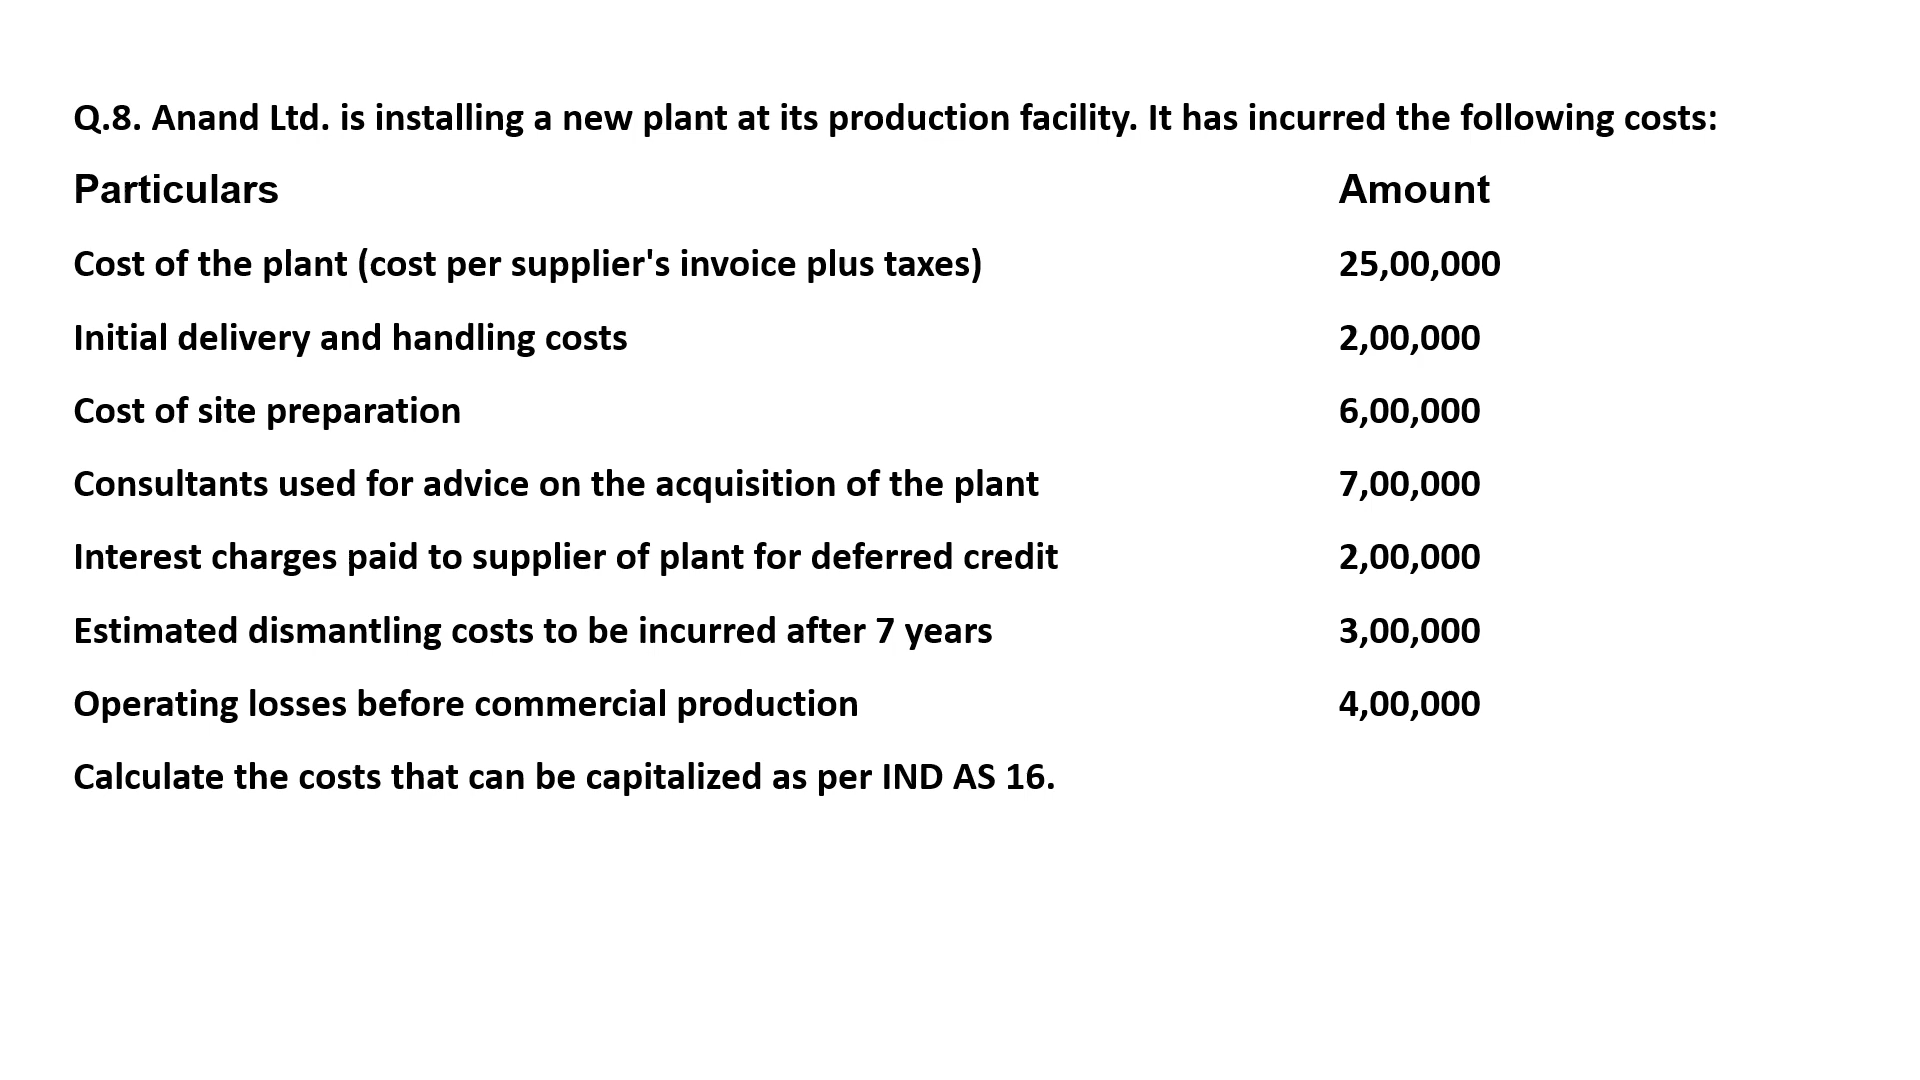 Q.8. Anand Ltd. is installing a new plant at its production facility. It has incurred the following costs:
Particulars Amount
Cost of the plant (cost per supplier's invoice plus taxes) 25,00,000
Initial delivery and handling costs 2,00,000
Cost of site preparation 6,00,000
Consultants used for advice on the acquisition of the plant 7,00,000
Interest charges paid to supplier of plant for deferred credit 2,00,000
Estimated dismantling costs to be incurred after 7 years 3,00,000
Operating losses before commercial production 4,00,000
Calculate the costs that can be capitalized as per IND AS 16.